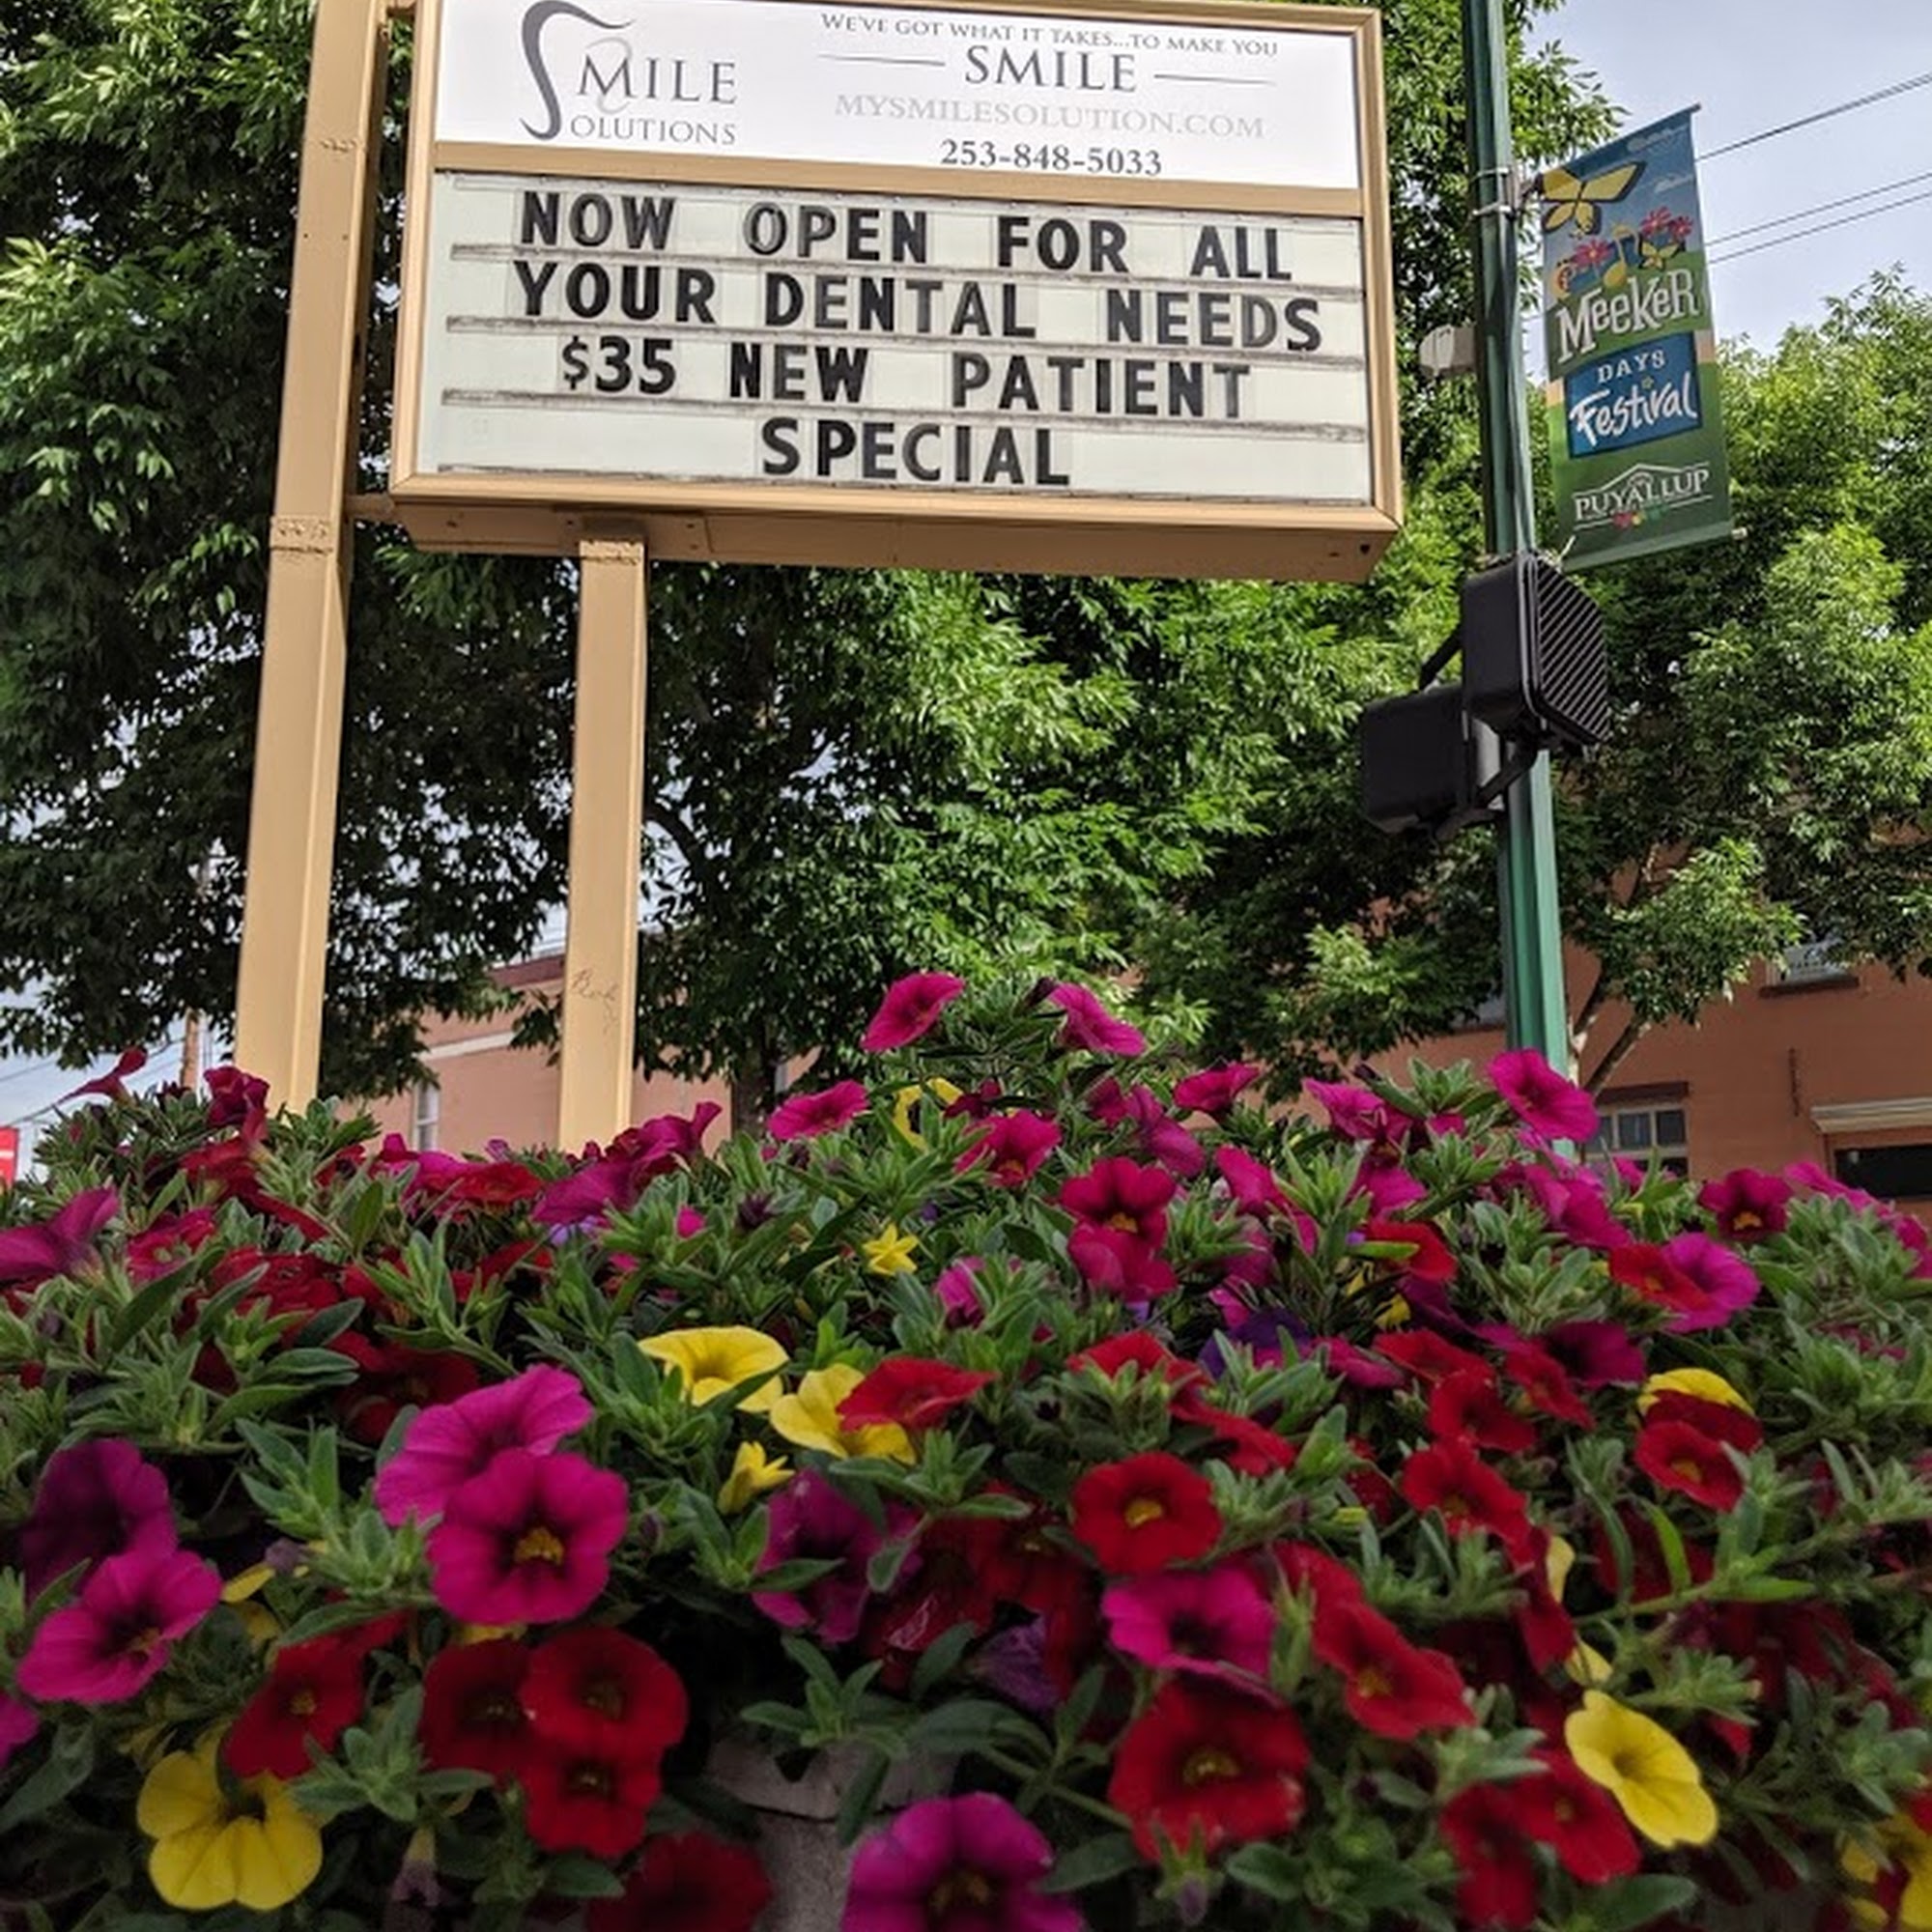 SMILE
SOLUTIONS
WE'VE GOT WHAT IT TAKES...TO MAKE YOU
SMILE
MYSMILESOLUTION.COM
253-848-5033
NOW OPEN FOR ALL
YOUR DENTAL NEEDS
$35 NEW PATIENT
SPECIAL
MEEKER
DAYS
Festival
PUYALLUP